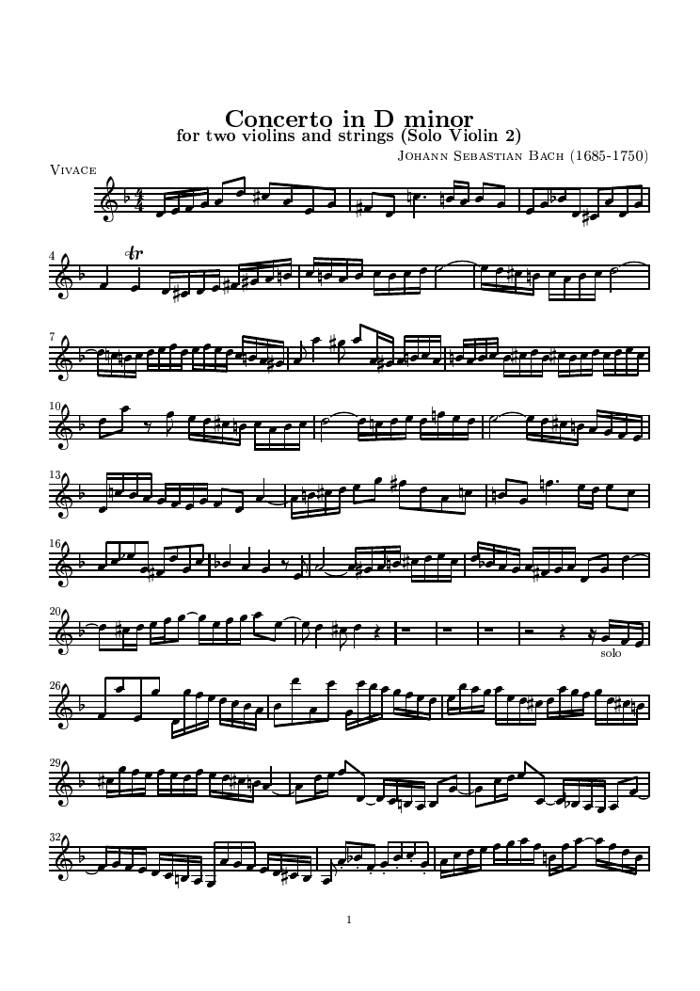 Concerto in D minor
for two violins and strings (Solo Violin 2)
Johann Sebastian Bach (1685-1750)
Vivace
4
7
10
13
16
20
solo
26
29
32
1